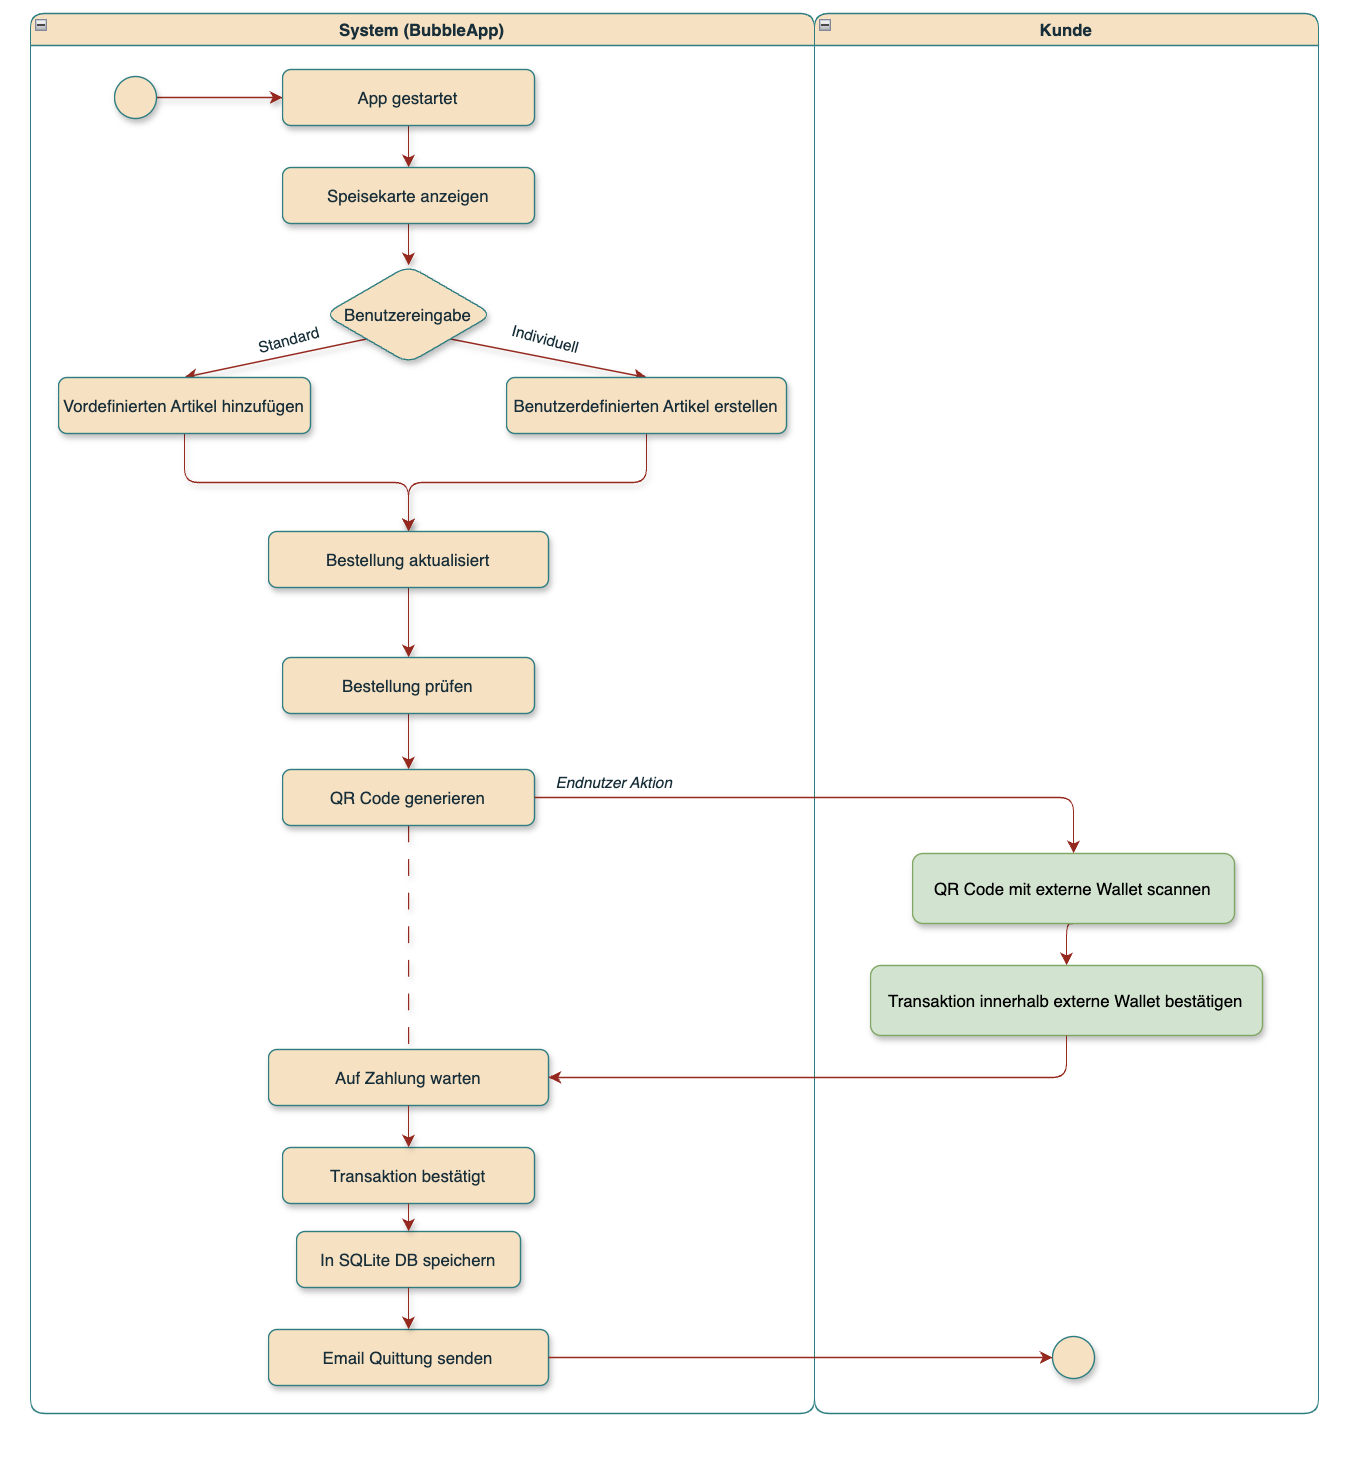 System (BubbleApp)
Kunde
App gestartet
Speisekarte anzeigen
Benutzereingabe
Standard
Individuell
Vordefinierten Artikel hinzufügen
Benutzerdefinierten Artikel erstellen
Bestellung aktualisiert
Bestellung prüfen
QR Code generieren
Endnutzer Aktion
QR Code mit externe Wallet scannen
Transaktion innerhalb externe Wallet bestätigen
Auf Zahlung warten
Transaktion bestätigt
In SQLite DB speichern
Email Quittung senden